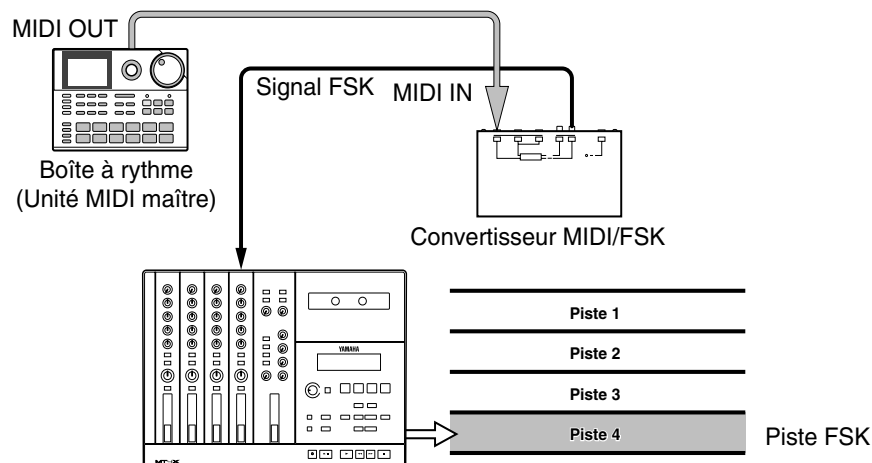 MIDI OUT
Signal FSK
MIDI IN
Boîte à rythme
(Unité MIDI maître)
Convertisseur MIDI/FSK
YAMAHA
Piste 1
Piste 2
Piste 3
Piste 4
Piste FSK